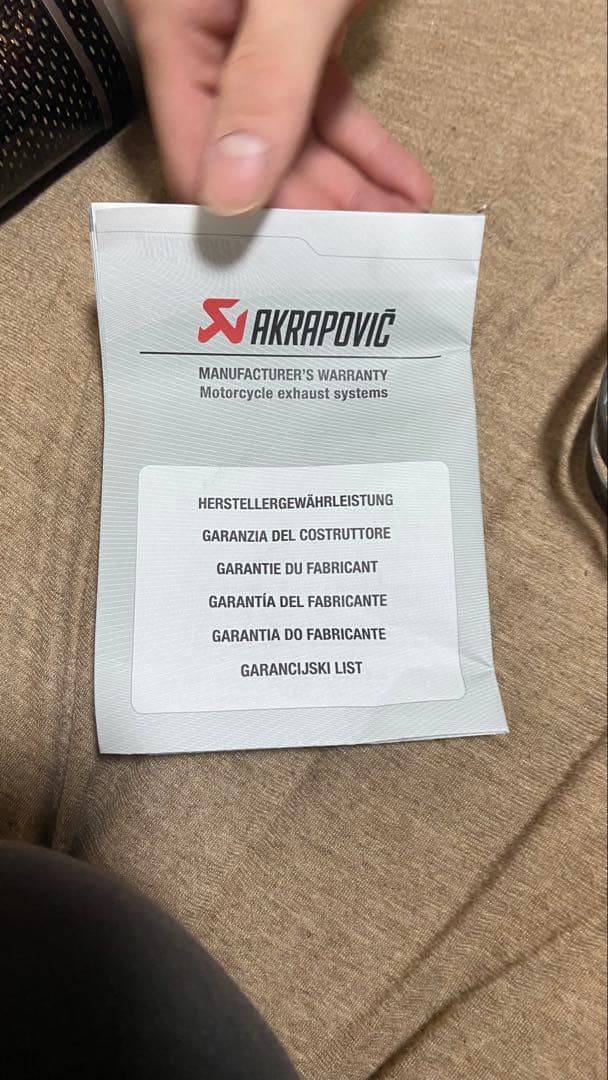 AKRAPOVIČ
MANUFACTURER'S WARRANTY
Motorcycle exhaust systems
HERSTELLERGEWÄHRLEISTUNG
GARANZIA DEL COSTRUTTORE
GARANTIE DU FABRICANT
GARANTÍA DEL FABRICANTE
GARANTIA DO FABRICANTE
GARANCIJSKI LIST